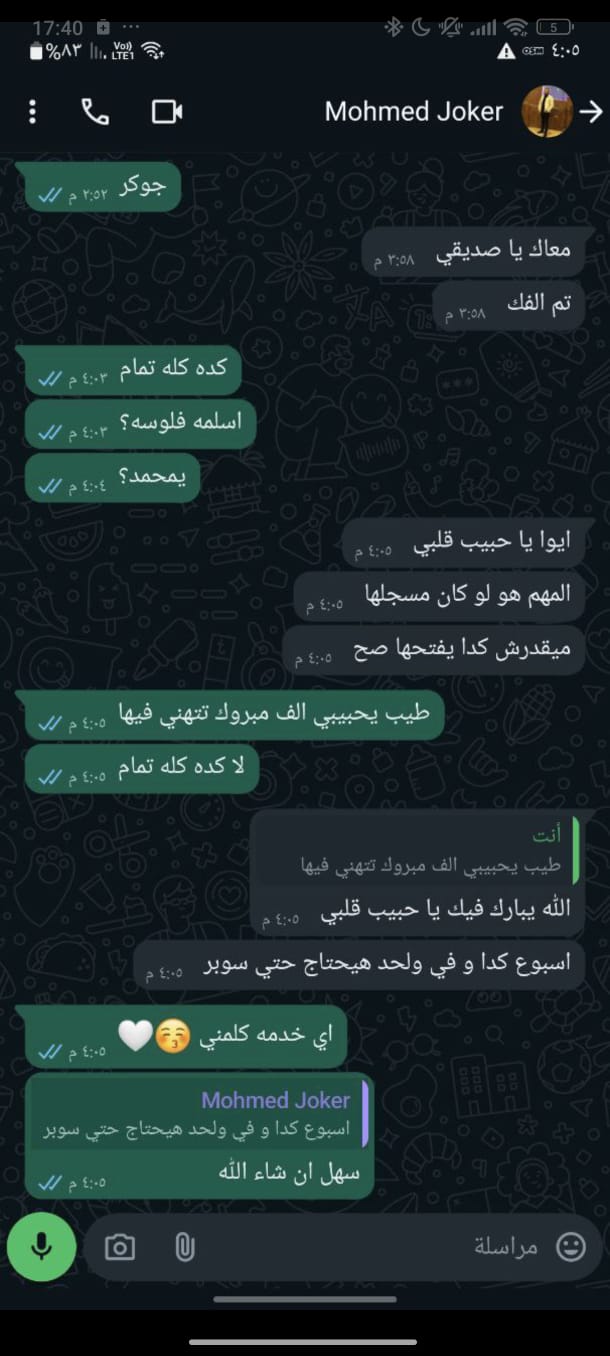 17:40 ... 5
%٨٣ Vo)) LTE1 ٤:٠٥
Mohmed Joker
جوكر ٢:٥٢ م
معاك يا صديقي ٣:٥٨ م
تم الفك ٣:٥٨ م
كده كله تمام ٤:٠٣ م
اسلمه فلوسه؟ ٤:٠٣ م
يمحمد؟ ٤:٠٤ م
ايوا يا حبيب قلبي ٤:٠٥ م
المهم هو لو كان مسجلها ٤:٠٥ م
ميقدرش كدا يفتحها صح ٤:٠٥ م
طيب يحبيبي الف مبروك تتهني فيها ٤:٠٥ م
لا كده كله تمام ٤:٠٥ م
أنت
طيب يحبيبي الف مبروك تتهني فيها
الله يبارك فيك يا حبيب قلبي ٤:٠٥ م
اسبوع كدا و في ولحد هيحتاج حتي سوبر ٤:٠٥ م
اي خدمه كلمني 😚🤍 ٤:٠٥ م
Mohmed Joker
اسبوع كدا و في ولحد هيحتاج حتي سوبر
سهل ان شاء الله ٤:٠٥ م
مراسلة